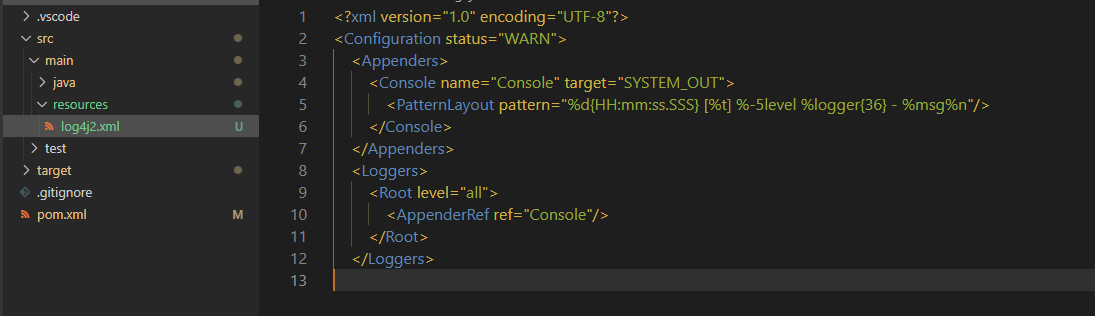 .vscode
src
main
java
resources
log4j2.xml U
test
target
.gitignore
pom.xml M
1 <?xml version="1.0" encoding="UTF-8"?>
2 <Configuration status="WARN">
3 <Appenders>
4 <Console name="Console" target="SYSTEM_OUT">
5 <PatternLayout pattern="%d{HH:mm:ss.SSS} [%t] %-5level %logger{36} - %msg%n"/>
6 </Console>
7 </Appenders>
8 <Loggers>
9 <Root level="all">
10 <AppenderRef ref="Console"/>
11 </Root>
12 </Loggers>
13